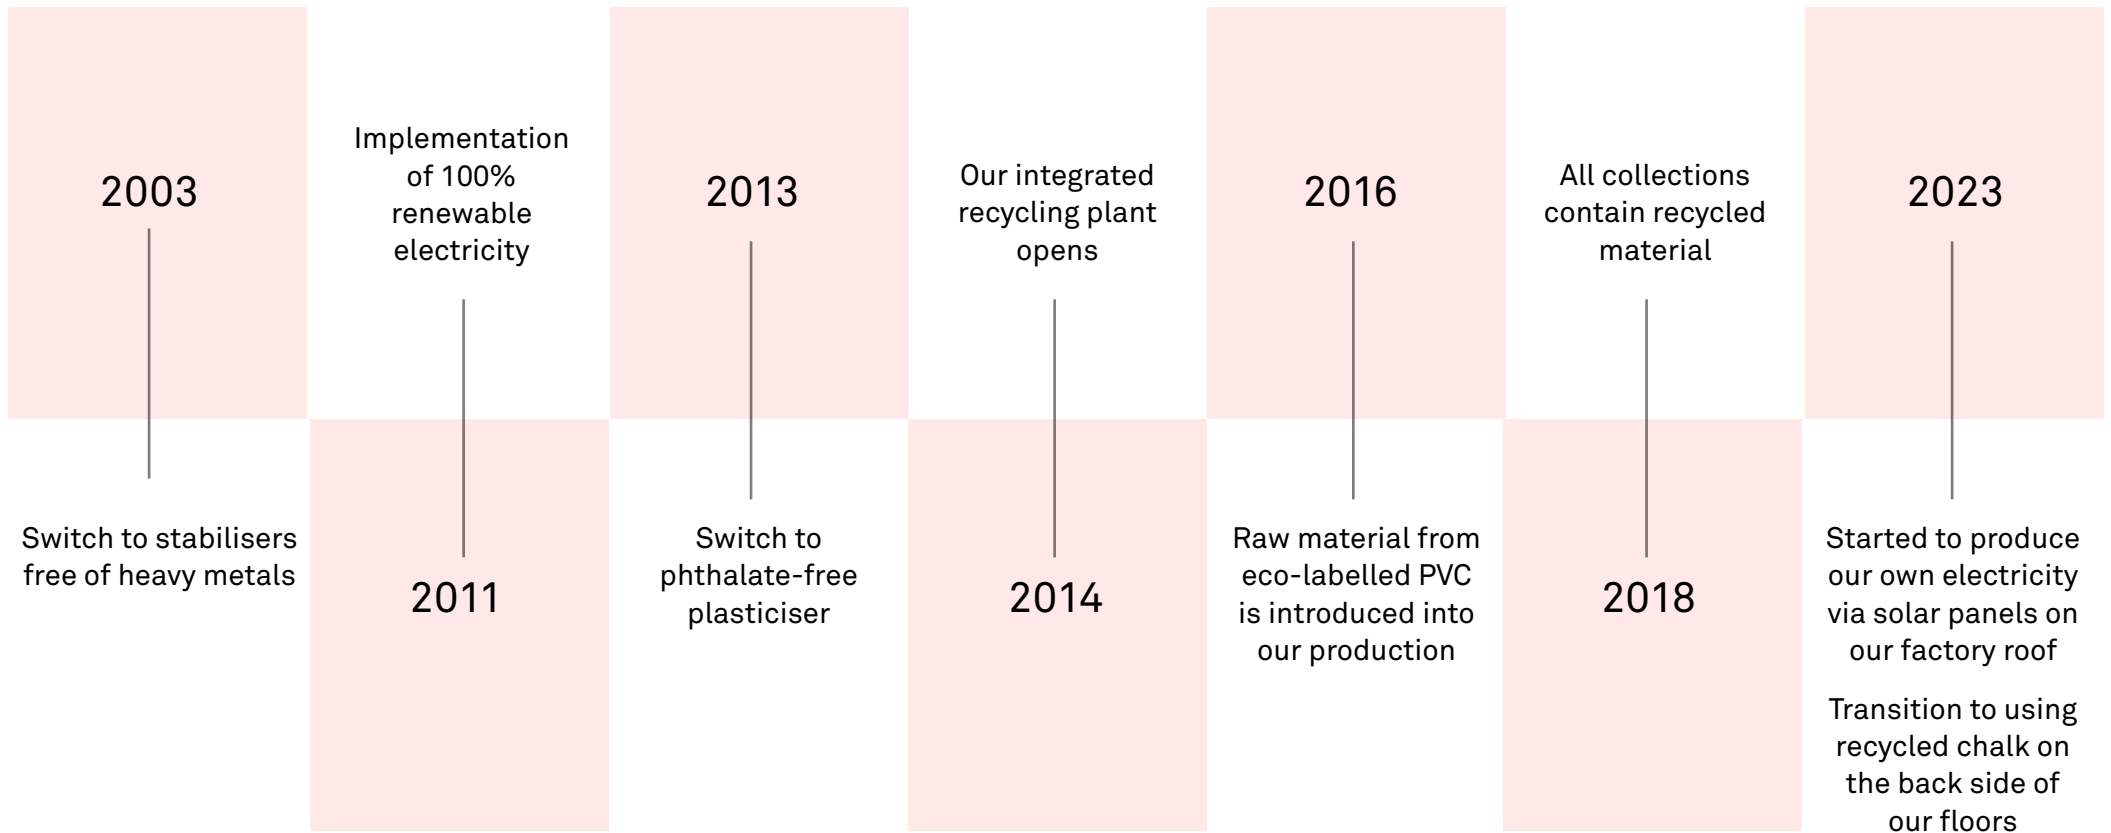 2003
Switch to stabilisers
free of heavy metals
Implementation
of 100%
renewable
electricity
2011
2013
Switch to
phthalate-free
plasticiser
Our integrated
recycling plant
opens
2014
2016
Raw material from
eco-labelled PVC
is introduced into
our production
All collections
contain recycled
material
2018
2023
Started to produce
our own electricity
via solar panels on
our factory roof
Transition to using
recycled chalk on
the back side of
our floors